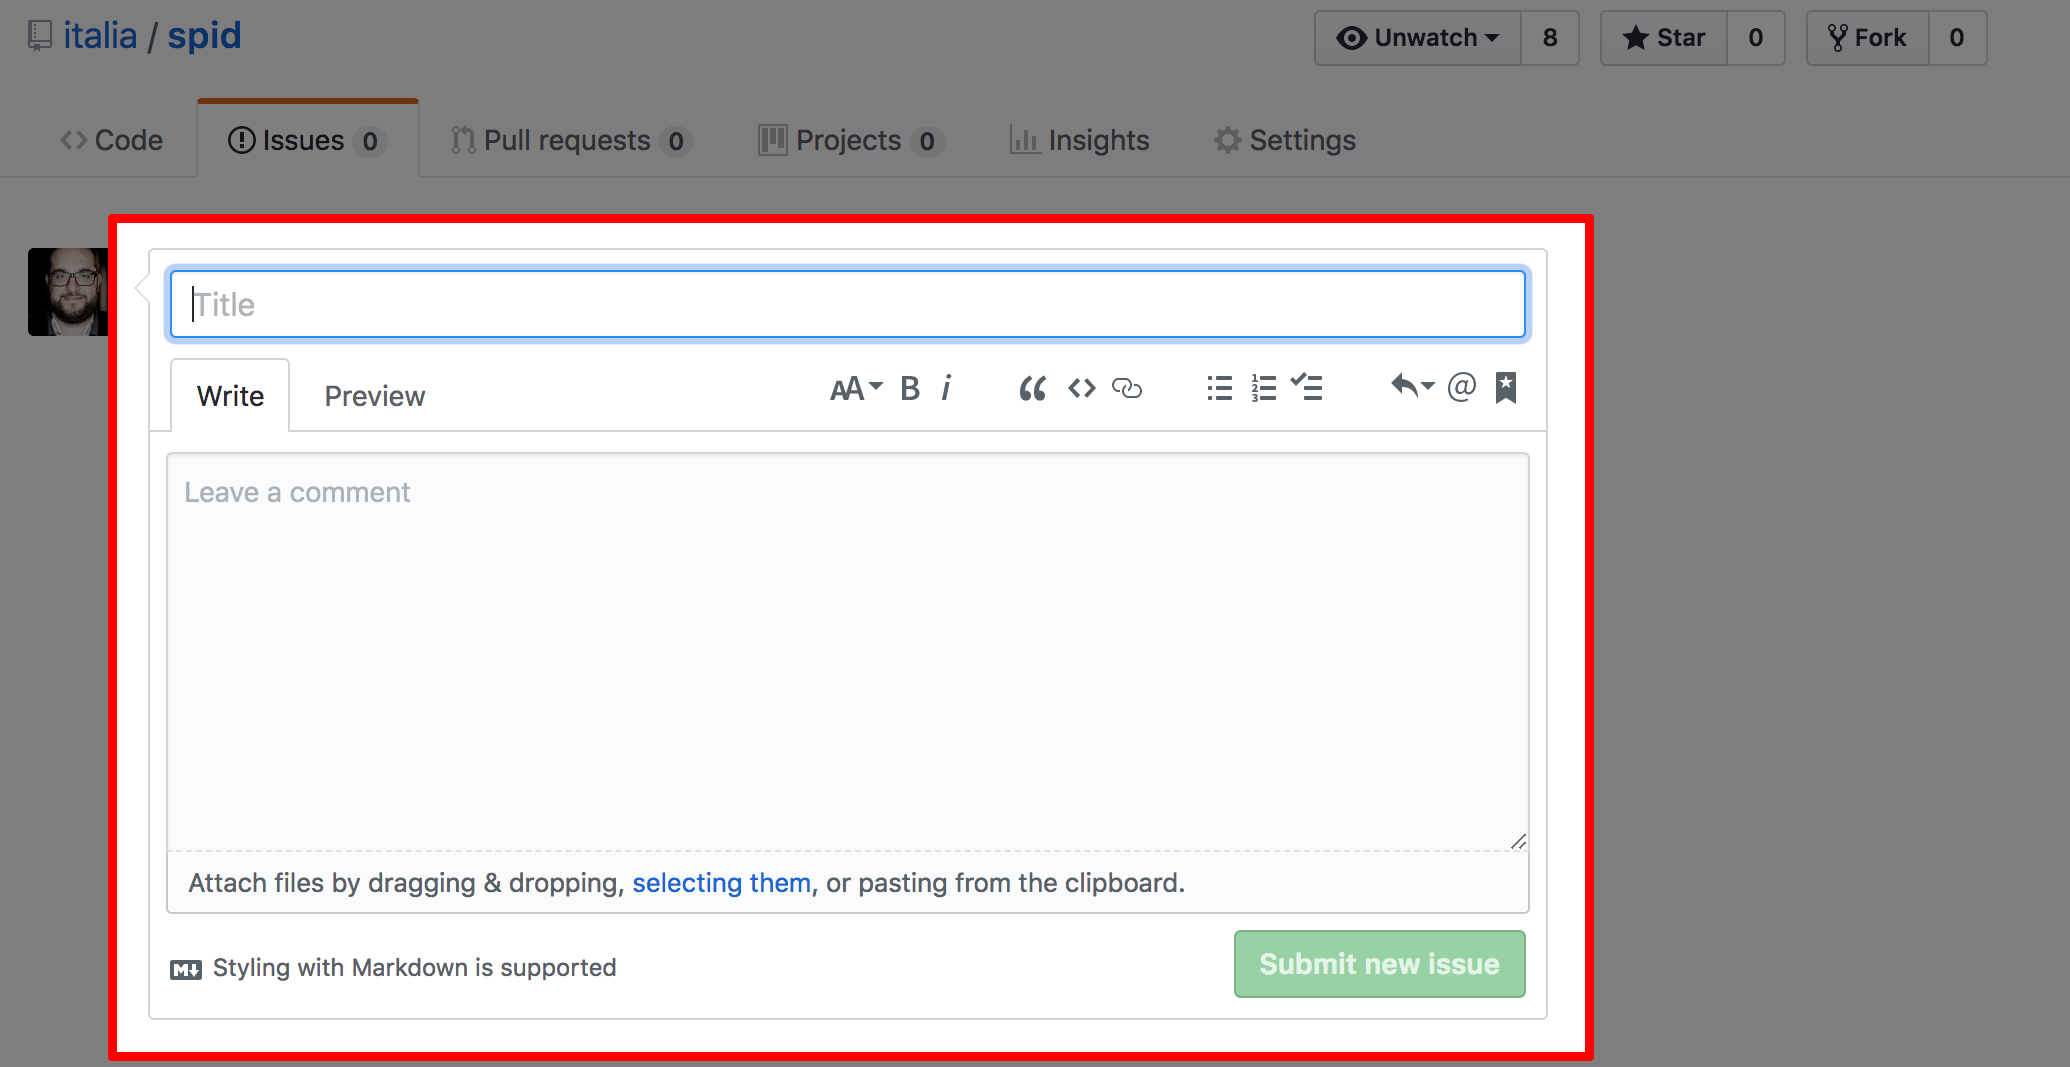 italia / spid
Unwatch 8 Star 0 Fork 0
Code Issues 0 Pull requests 0 Projects 0 Insights Settings
Title
Write Preview AA B i
Leave a comment
Attach files by dragging & dropping, selecting them, or pasting from the clipboard.
Styling with Markdown is supported
Submit new issue